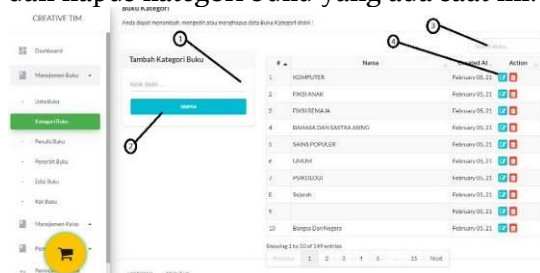 dan hapus kategori buku yang ada saat ini.
CREATIVE TIM
Buku Kategori
Anda dapat menambah, mengedit atau menghapus data Buku Kategori disini !
Dashboard
Manajemen Buku
Data Buku
Kategori Buku
Penulis Buku
Penerbit Buku
Edisi Buku
Rak Buku
Manajemen Kelas
1
2
3
4
Tambah Kategori Buku
SIMPAN
# Name Created At Action
1 KOMPUTER February 05, 21
2 FIKSI ANAK February 05, 21
3 FIKSI REMAJA February 05, 21
4 BAHASA DAN SASTRA ASING February 05, 21
5 SAINS POPULER February 05, 21
6 UMUM February 05, 21
7 PSIKOLOGI February 05, 21
8 Sejarah February 05, 21
9 February 05, 21
10 Bangsa Dan Negara February 05, 21
Showing 1 to 10 of 149 entries
Previous 1 2 3 4 5 ... 15 Next